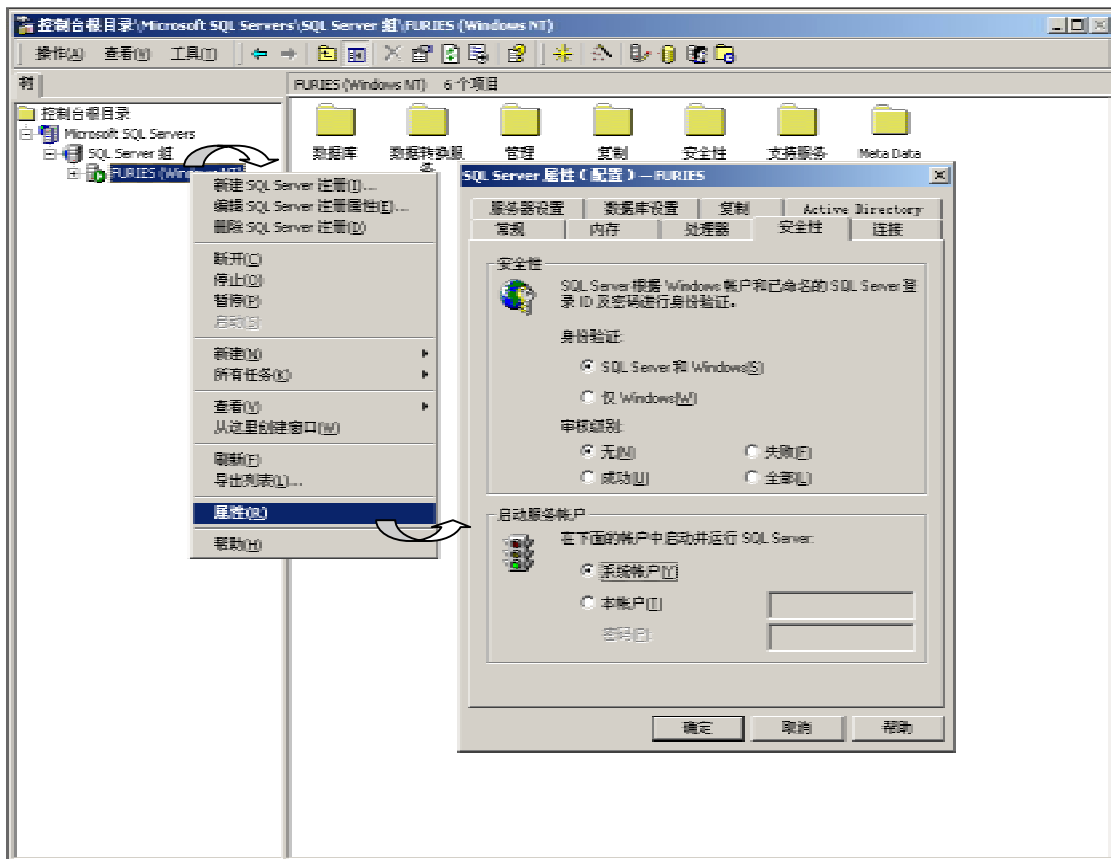 控制台根目录\Microsoft SQL Servers\SQL Server 组\FURIES (Windows NT)
操作(A) 查看(V) 工具(T)
树
FURIES (Windows NT) 6 个项目
控制台根目录
Microsoft SQL Servers
SQL Server 组
FURIES (Windows NT)
数据库
数据转换服务
管理
复制
安全性
支持服务
Meta Data
新建 SQL Server 注册(I)...
编辑 SQL Server 注册属性(E)...
删除 SQL Server 注册(D)
断开(C)
停止(O)
暂停(P)
启动(S)
新建(N)
所有任务(K)
查看(V)
从这里创建窗口(W)
刷新(F)
导出列表(L)...
属性(R)
帮助(H)
SQL Server 属性(配置)—FURIES
服务器设置 数据库设置 复制 Active Directory
常规 内存 处理器 安全性 连接
安全性
SQL Server 根据 Windows 帐户和已命名的 SQL Server 登
录 ID 及密码进行身份验证。
身份验证:
SQL Server 和 Windows(S)
仅 Windows(W)
审核级别:
无(N) 失败(F)
成功(U) 全部(L)
启动服务帐户
在下面的帐户中启动并运行 SQL Server:
系统帐户(Y)
本帐户(T)
密码(P):
确定 取消 帮助